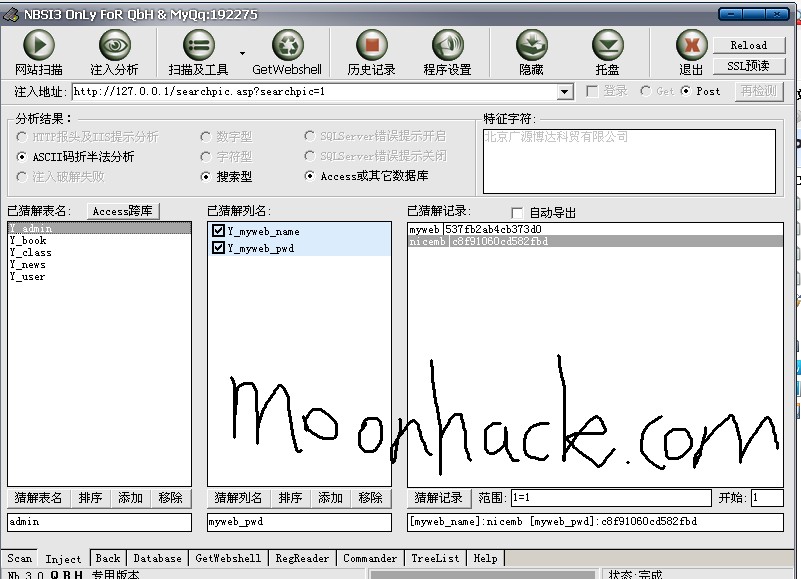 NBSI3 OnLy FoR QbH & MyQq:192275
网站扫描 注入分析 扫描及工具 GetWebshell 历史记录 程序设置 隐藏 托盘 退出 Reload
SSL预读
注入地址: http://127.0.0.1/searchpic.asp?searchpic=1 登录 Get Post 再检测
分析结果: 特征字符:
HTTP报头及IIS提示分析 数字型 SQLServer错误提示开启 北京广源博达科贸有限公司
ASCII码折半法分析 字符型 SQLServer错误提示关闭
注入破解失败 搜索型 Access或其它数据库
已猜解表名: Access跨库 已猜解列名: 已猜解记录: 自动导出
Y_admin Y_myweb_name myweb|537fb2ab4cb373d0
Y_book Y_myweb_pwd nicemb|c8f91060cd582fbd
Y_class
Y_news
Y_user
moonhack.com
猜解表名 排序 添加 移除 猜解列名 排序 添加 移除 猜解记录 范围: 1=1 开始: 1
admin myweb_pwd [myweb_name]:nicemb [myweb_pwd]:c8f91060cd582fbd
Scan Inject Back Database GetWebshell RegReader Commander TreeList Help
Nb 3.0 Q B H 专用版本 状态:完成